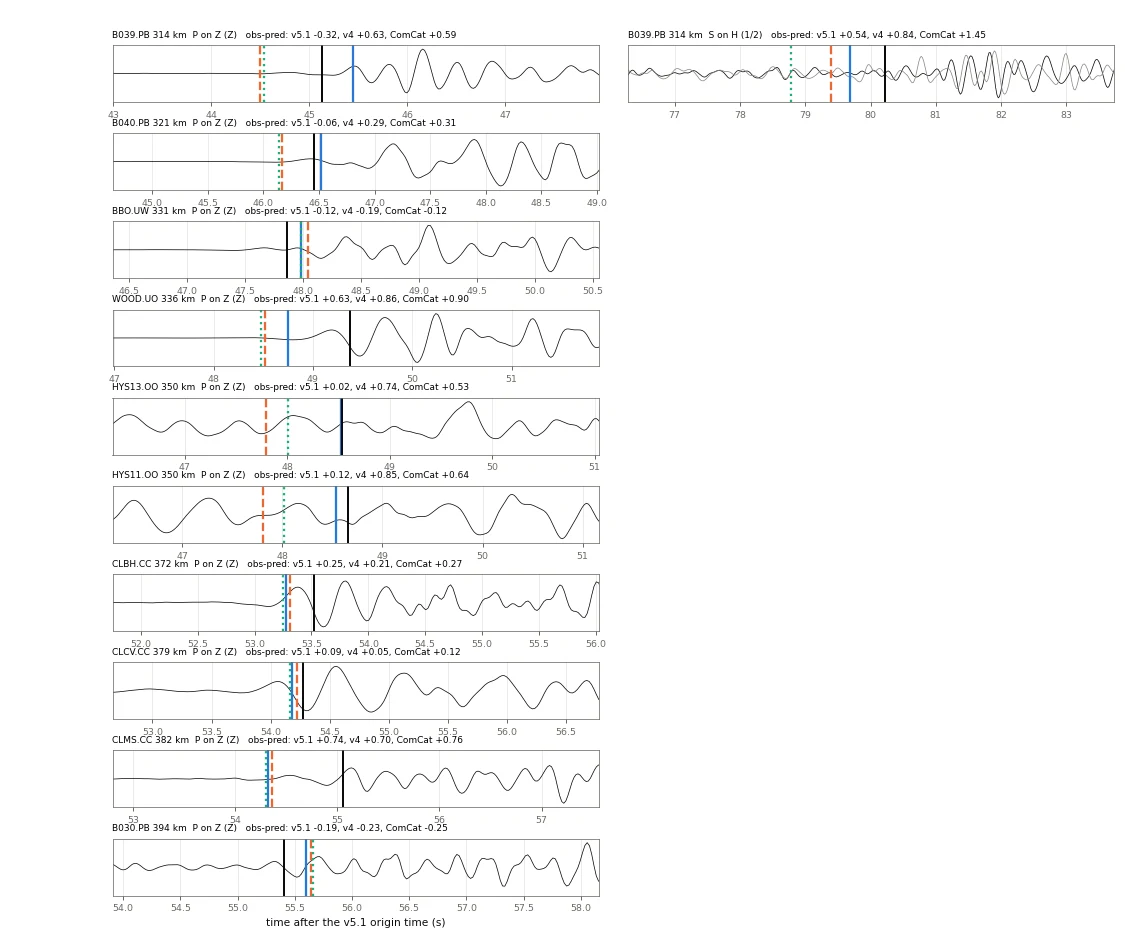 B039.PB 314 km  P on Z (Z)   obs-pred: v5.1 -0.32, v4 +0.63, ComCat +0.59
43 44 45 46 47
B039.PB 314 km  S on H (1/2)   obs-pred: v5.1 +0.54, v4 +0.84, ComCat +1.45
77 78 79 80 81 82 83
B040.PB 321 km  P on Z (Z)   obs-pred: v5.1 -0.06, v4 +0.29, ComCat +0.31
45.0 45.5 46.0 46.5 47.0 47.5 48.0 48.5 49.0
BBO.UW 331 km  P on Z (Z)   obs-pred: v5.1 -0.12, v4 -0.19, ComCat -0.12
46.5 47.0 47.5 48.0 48.5 49.0 49.5 50.0 50.5
WOOD.UO 336 km  P on Z (Z)   obs-pred: v5.1 +0.63, v4 +0.86, ComCat +0.90
47 48 49 50 51
HYS13.OO 350 km  P on Z (Z)   obs-pred: v5.1 +0.02, v4 +0.74, ComCat +0.53
47 48 49 50 51
HYS11.OO 350 km  P on Z (Z)   obs-pred: v5.1 +0.12, v4 +0.85, ComCat +0.64
47 48 49 50 51
CLBH.CC 372 km  P on Z (Z)   obs-pred: v5.1 +0.25, v4 +0.21, ComCat +0.27
52.0 52.5 53.0 53.5 54.0 54.5 55.0 55.5 56.0
CLCV.CC 379 km  P on Z (Z)   obs-pred: v5.1 +0.09, v4 +0.05, ComCat +0.12
53.0 53.5 54.0 54.5 55.0 55.5 56.0 56.5
CLMS.CC 382 km  P on Z (Z)   obs-pred: v5.1 +0.74, v4 +0.70, ComCat +0.76
53 54 55 56 57
B030.PB 394 km  P on Z (Z)   obs-pred: v5.1 -0.19, v4 -0.23, ComCat -0.25
54.0 54.5 55.0 55.5 56.0 56.5 57.0 57.5 58.0
time after the v5.1 origin time (s)